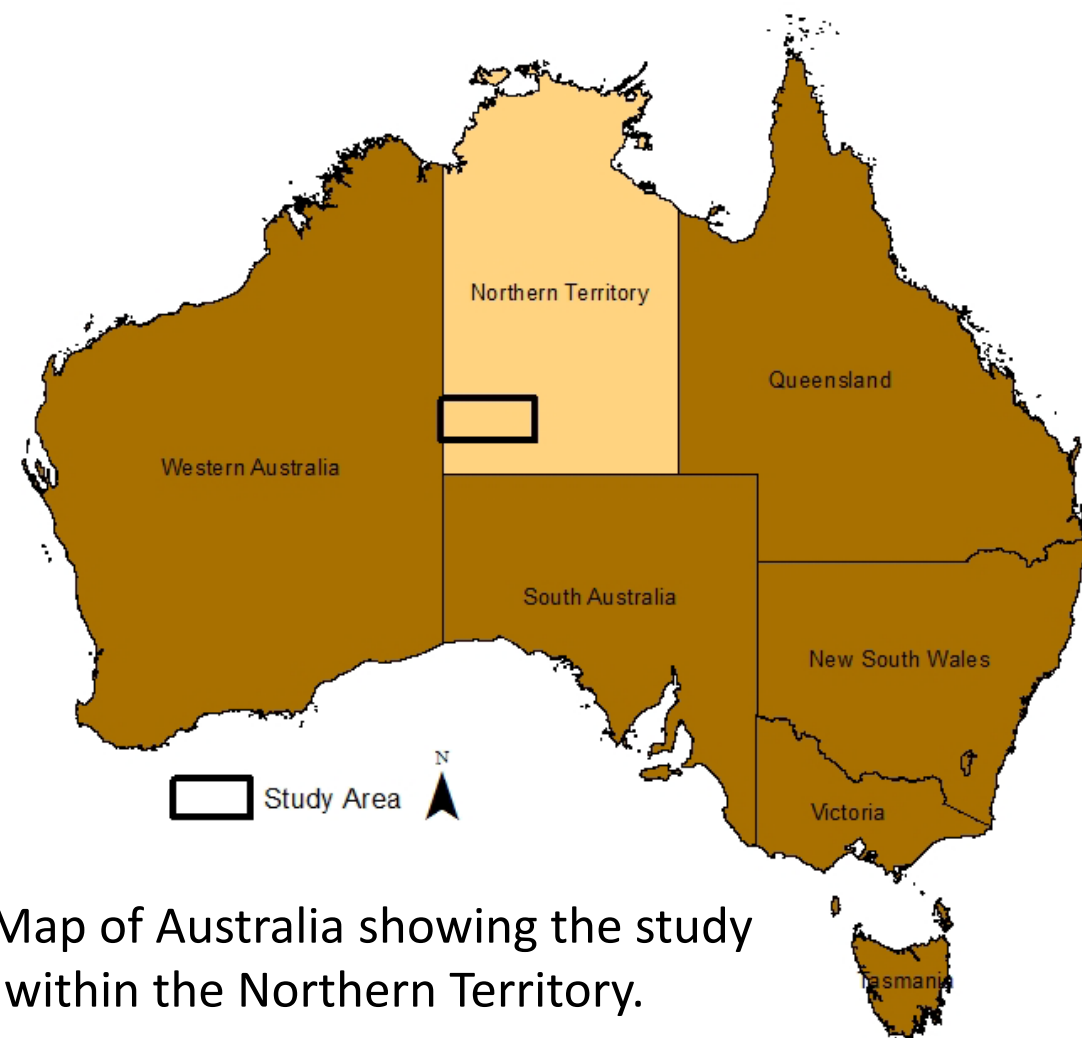 Northern Territory
Queensland
Western Australia
South Australia
New South Wales
N
Study Area
Victoria
Map of Australia showing the study
within the Northern Territory.
Tasmania